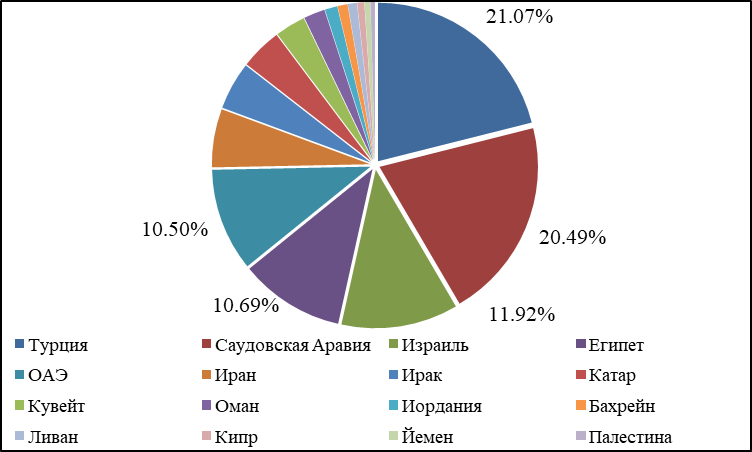 21.07%
20.49%
11.92%
10.69%
10.50%
Турция Саудовская Аравия Израиль Египет
ОАЭ Иран Ирак Катар
Кувейт Оман Иордания Бахрейн
Ливан Кипр Йемен Палестина